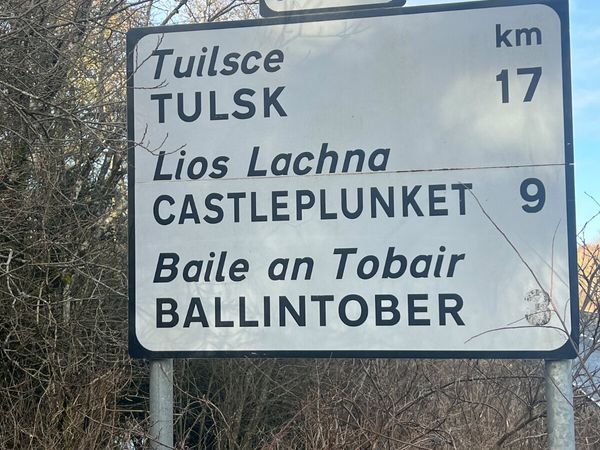 Tuilsce km
TULSK 17
Lios Lachna
CASTLEPLUNKET 9
Baile an Tobair
BALLINTOBER